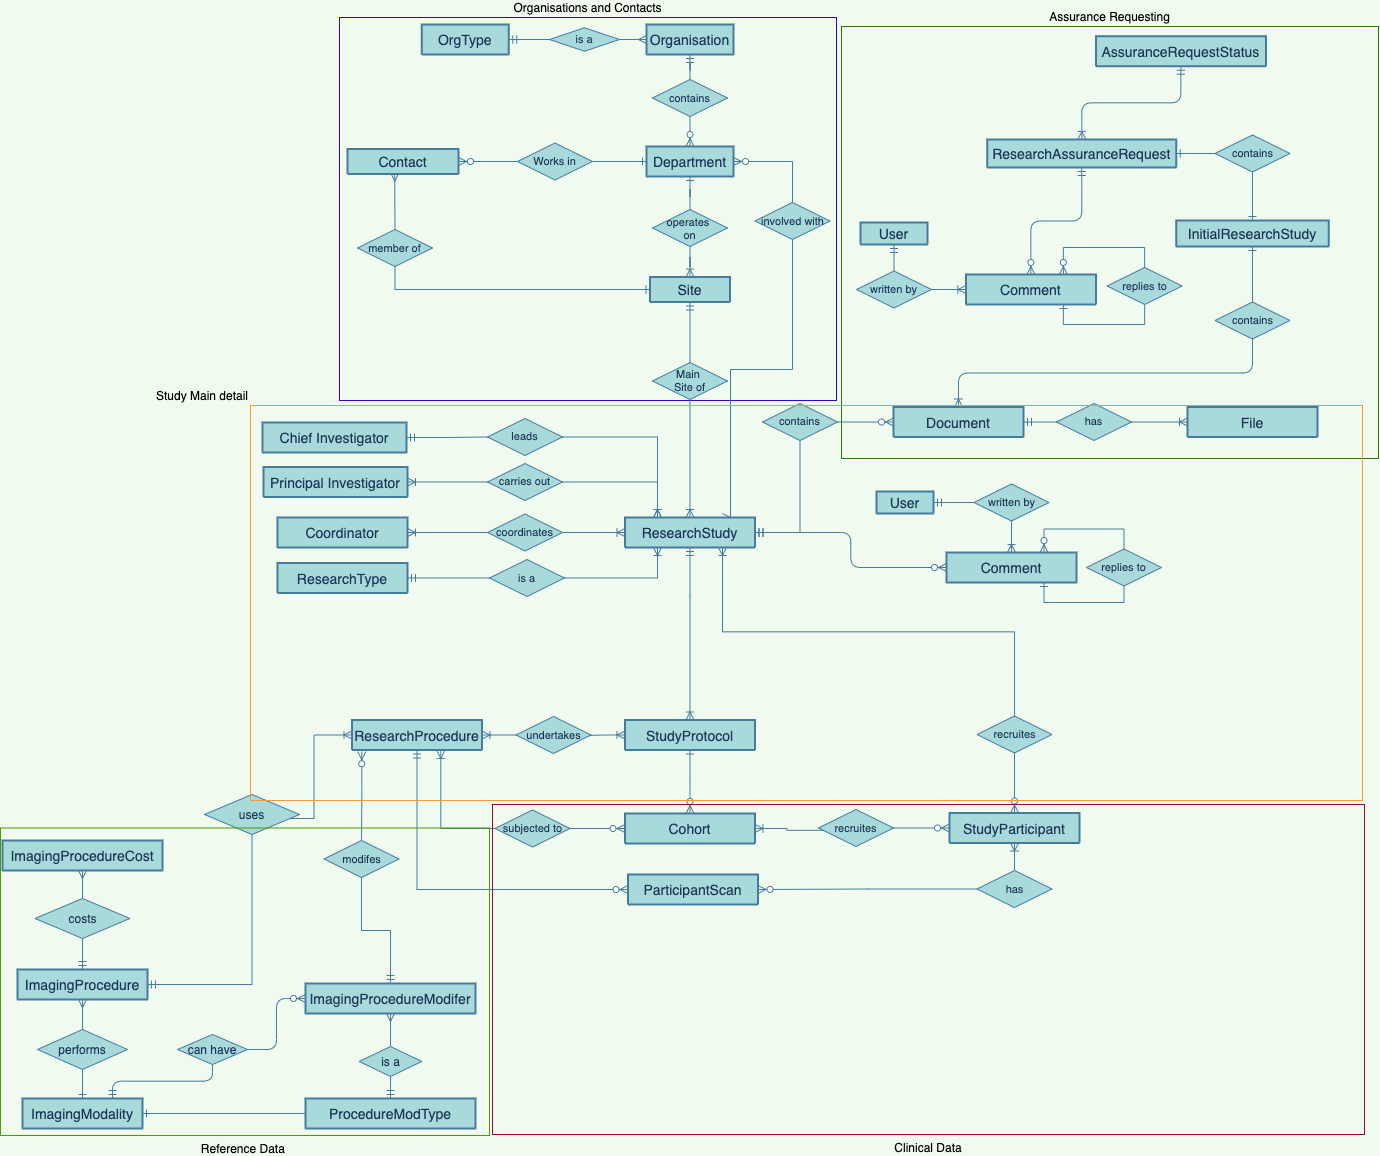 Organisations and Contacts
Assurance Requesting
OrgType
is a
Organisation
AssuranceRequestStatus
contains
Contact
Works in
Department
ResearchAssuranceRequest
contains
member of
operates
on
involved with
User
InitialResearchStudy
Site
written by
Comment
replies to
contains
Main
Site of
Study Main detail
Chief Investigator
leads
contains
Document
has
File
Principal Investigator
carries out
User
written by
Coordinator
coordinates
ResearchStudy
ResearchType
is a
Comment
replies to
ResearchProcedure
undertakes
StudyProtocol
recruites
uses
subjected to
Cohort
recruites
StudyParticipant
ImagingProcedureCost
modifes
ParticipantScan
has
costs
ImagingProcedure
ImagingProcedureModifer
performs
can have
is a
ImagingModality
ProcedureModType
Reference Data
Clinical Data